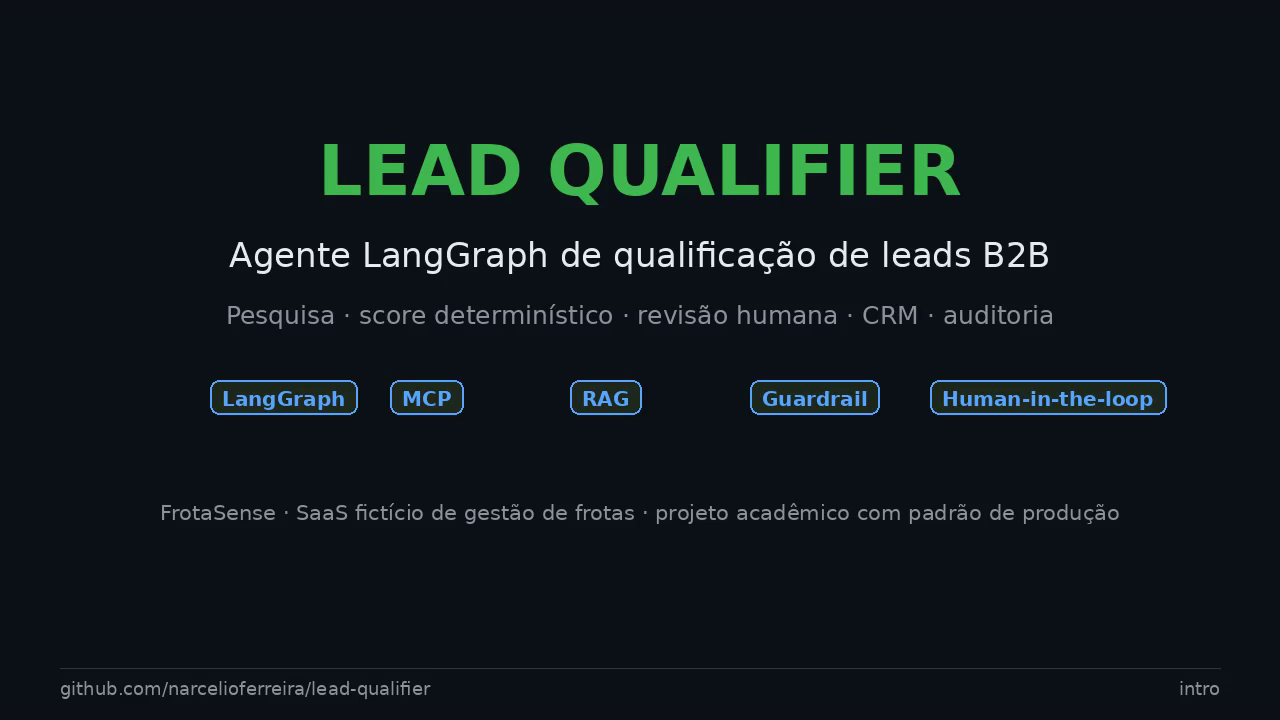 LEAD QUALIFIER
Agente LangGraph de qualificação de leads B2B
Pesquisa · score determinístico · revisão humana · CRM · auditoria
LangGraph MCP RAG Guardrail Human-in-the-loop
FrotaSense · SaaS fictício de gestão de frotas · projeto acadêmico com padrão de produção
github.com/narcelioferreira/lead-qualifier intro